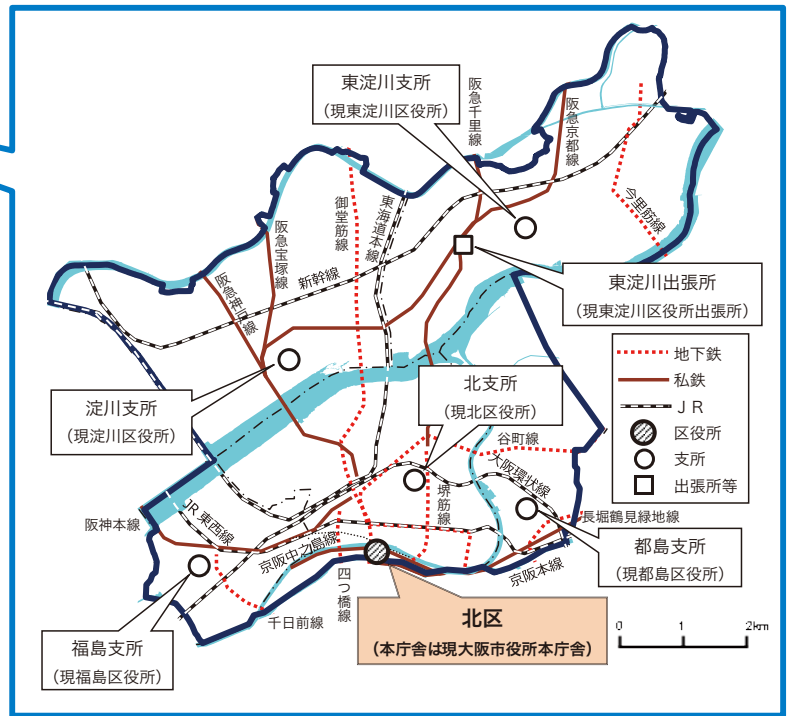 東淀川支所
(現東淀川区役所)
阪急千里線
阪急京都線
今里筋線
御堂筋線
東海道本線
阪急宝塚線
阪急神戸線
新幹線
東淀川出張所
(現東淀川区役所出張所)
地下鉄
私鉄
ＪＲ
区役所
支所
出張所等
淀川支所
(現淀川区役所)
北支所
(現北区役所)
谷町線
大阪環状線
堺筋線
長堀鶴見緑地線
阪神本線
JR東西線
京阪中之島線
四つ橋線
京阪本線
千日前線
都島支所
(現都島区役所)
福島支所
(現福島区役所)
北区
(本庁舎は現大阪市役所本庁舎)
0 1 2km